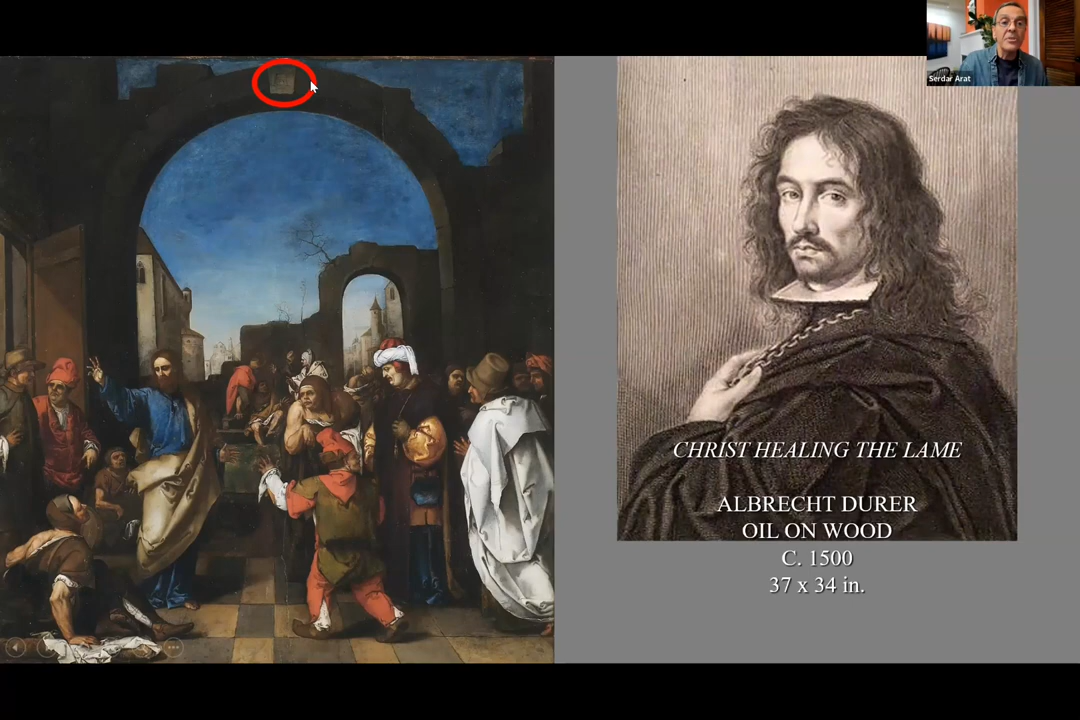 Serdar Arat
CHRIST HEALING THE LAME
ALBRECHT DURER
OIL ON WOOD
C. 1500
37 x 34 in.